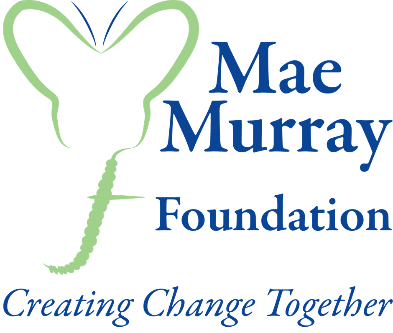 Mae
Murray
Foundation
Creating Change Together